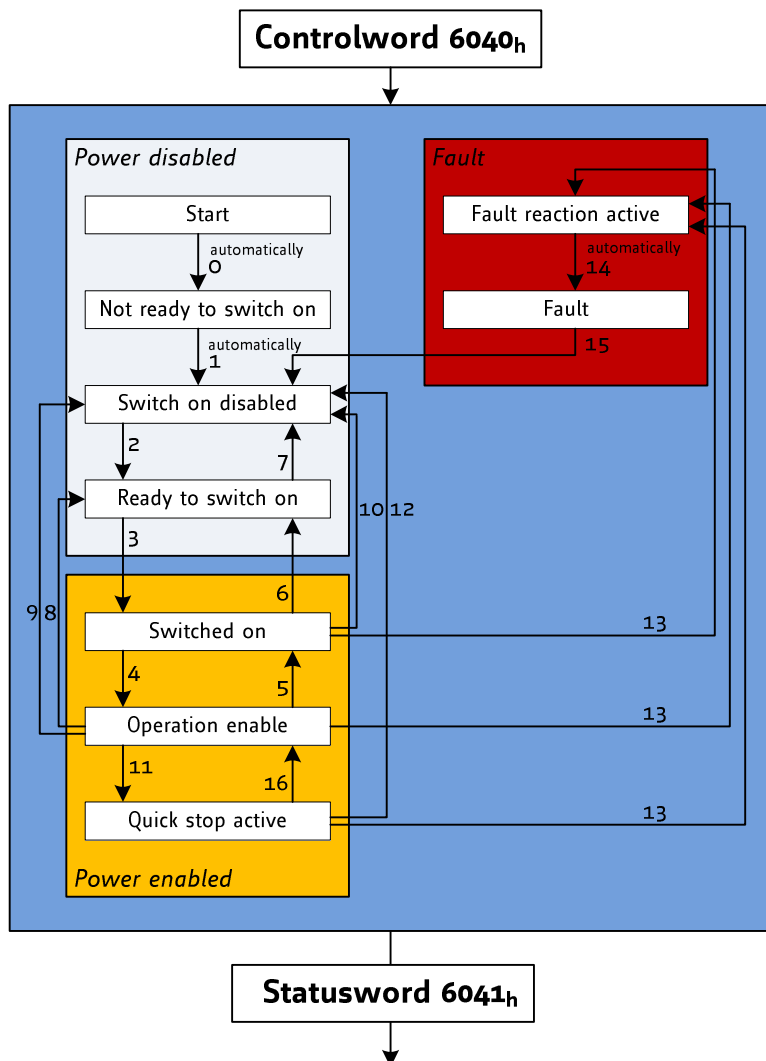 Controlword 6040h
Power disabled
Fault
Start
Fault reaction active
automatically
0
automatically
14
Not ready to switch on
Fault
automatically
1
15
Switch on disabled
2
7
Ready to switch on
10
12
3
6
9
8
Switched on
13
4
5
Operation enable
13
11
16
Quick stop active
13
Power enabled
Statusword 6041h